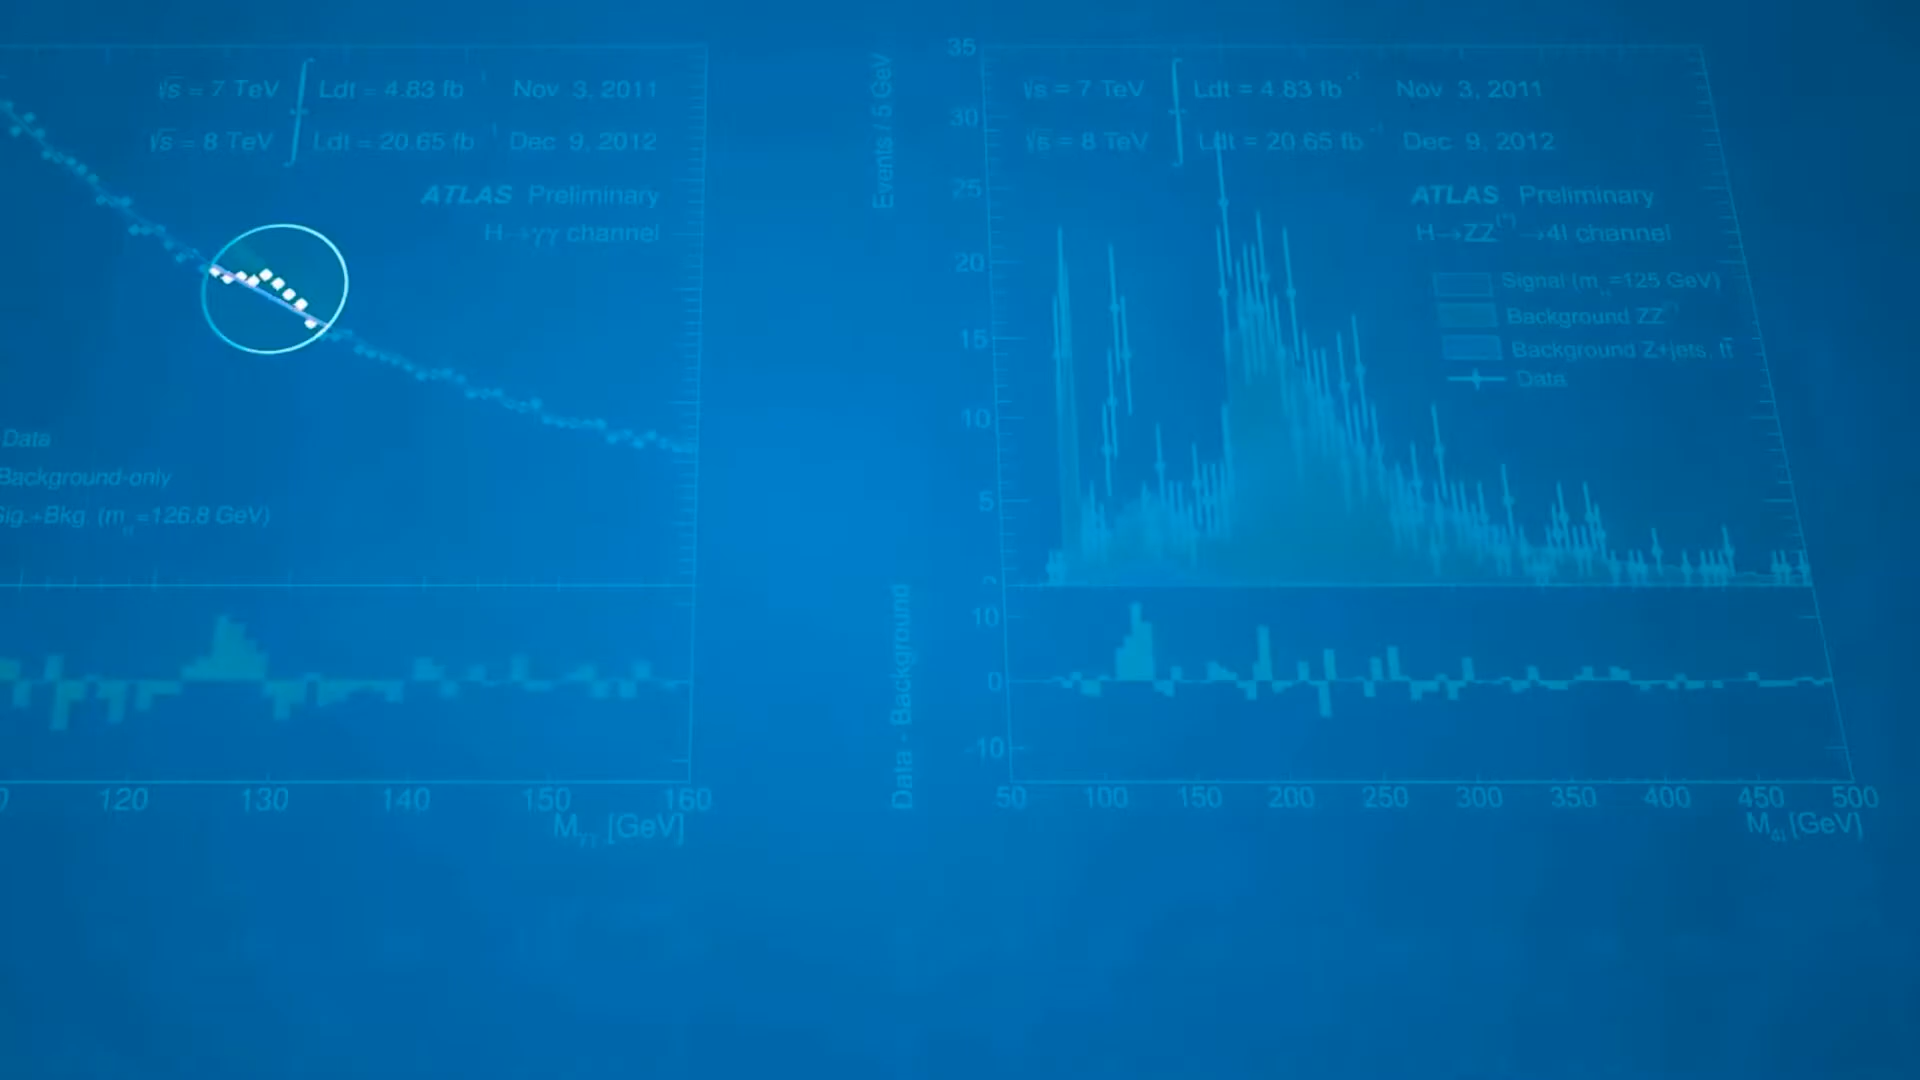 √s = 7 TeV ∫ Ldt = 4.83 fb⁻¹ Nov 3, 2011
√s = 8 TeV ∫ Ldt = 20.65 fb⁻¹ Dec 9, 2012
ATLAS Preliminary
H→γγ channel
Data
Background-only
Sig.+Bkg. (m =126.8 GeV)
120 130 140 150 160
M [GeV]
Events / 5 GeV
35
30
25
20
15
10
5
√s = 7 TeV ∫ Ldt = 4.83 fb⁻¹ Nov 3, 2011
√s = 8 TeV ∫ Ldt = 20.65 fb⁻¹ Dec 9, 2012
ATLAS Preliminary
H→ZZ(*)→4l channel
Signal (m =125 GeV)
Background ZZ
Background Z+jets, tt̄
Data
Data - Background
10
0
-10
50 100 150 200 250 300 350 400 450 500
M4l [GeV]